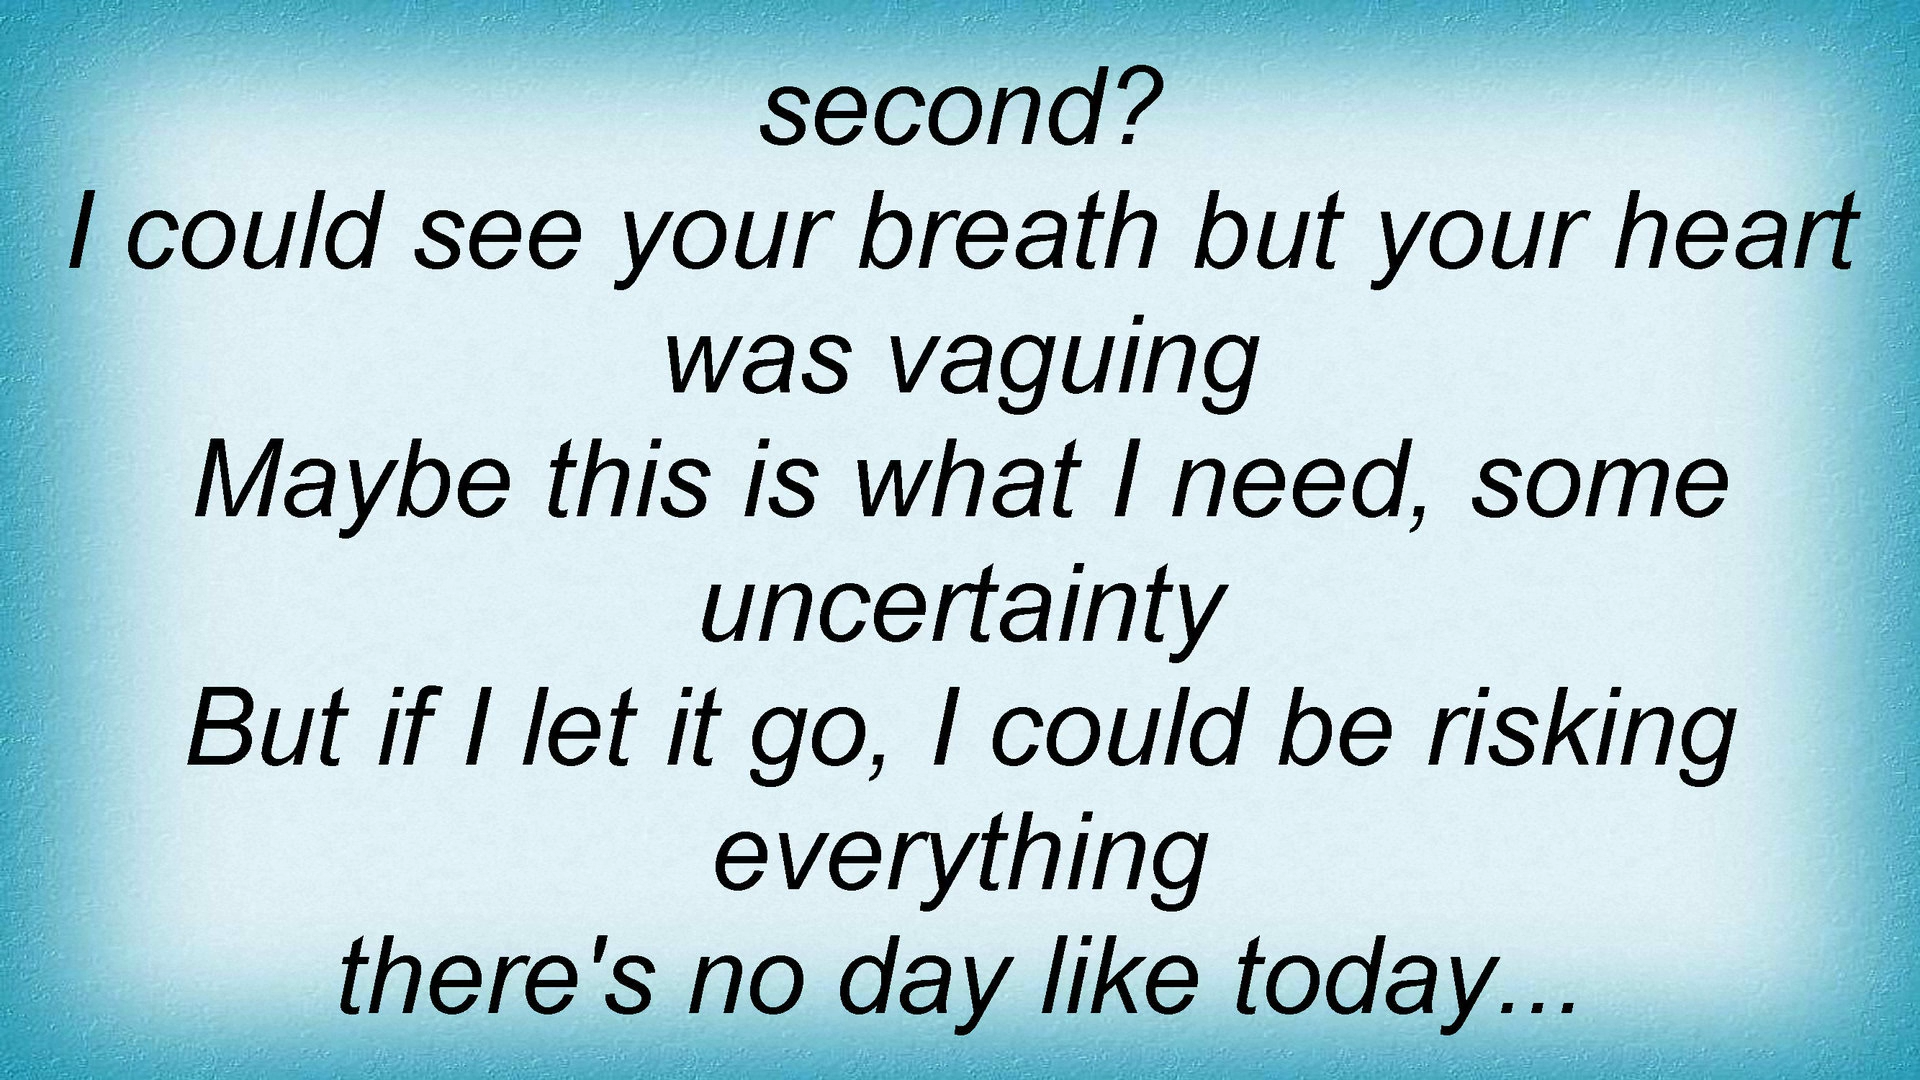 second?
I could see your breath but your heart
was vaguing
Maybe this is what I need, some
uncertainty
But if I let it go, I could be risking
everything
there's no day like today...